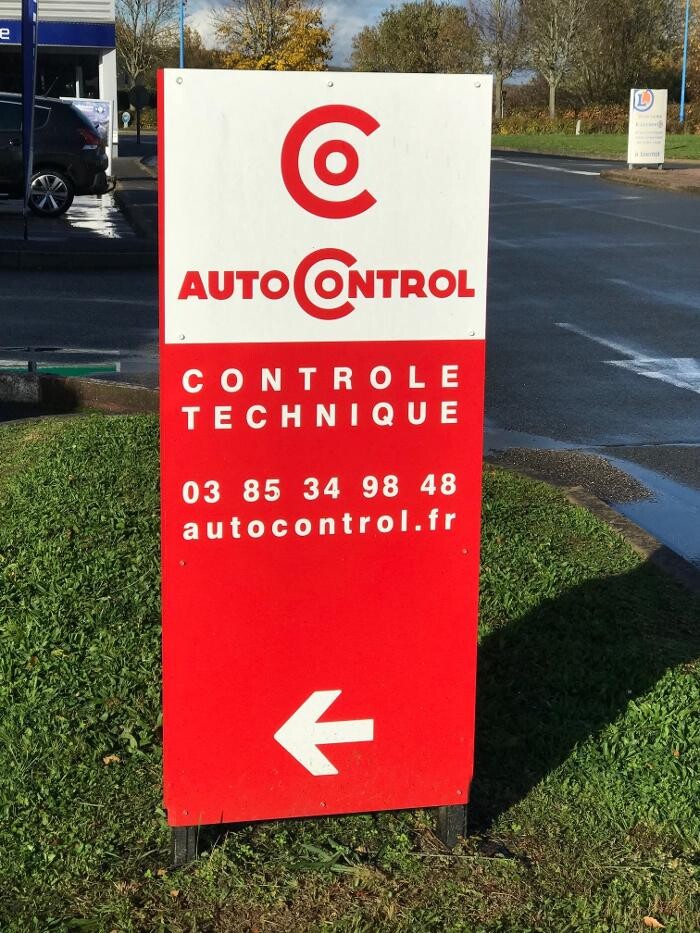 AUTOCONTROL
CONTROLE
TECHNIQUE
03 85 34 98 48
autocontrol.fr
e
L